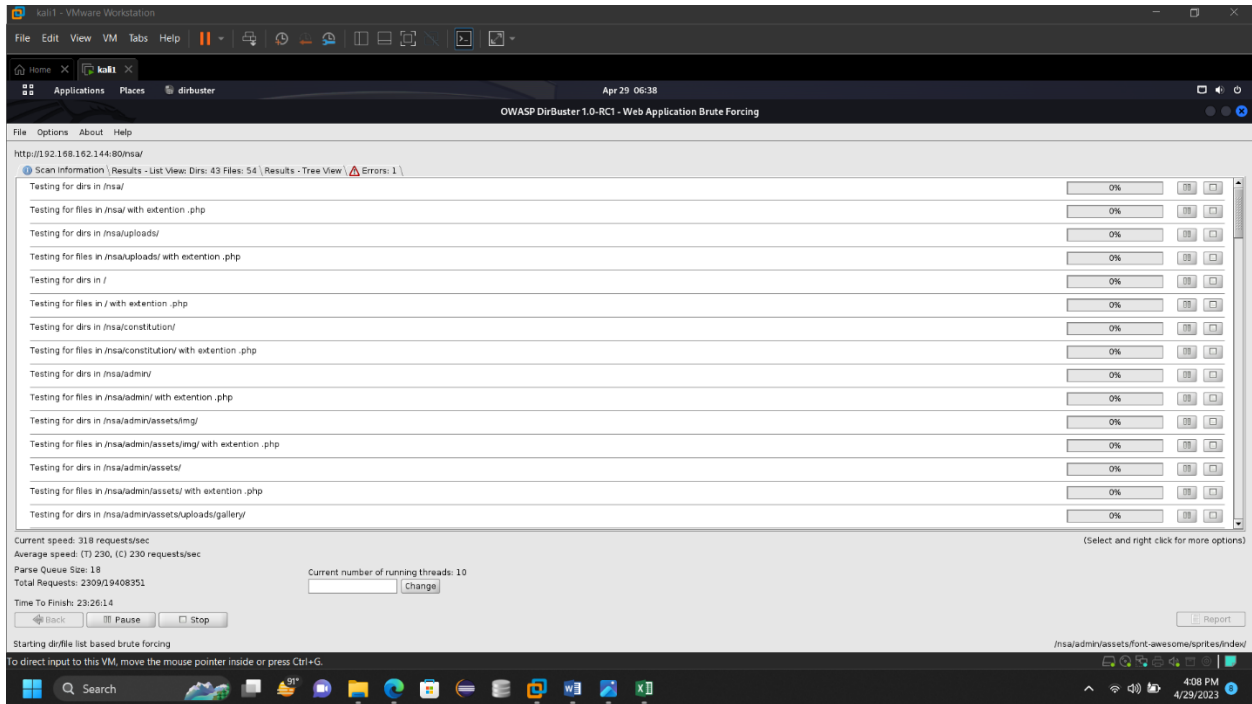 kali1 - VMware Workstation
File Edit View VM Tabs Help
Home kali1
Applications Places dirbuster Apr 29 06:38
OWASP DirBuster 1.0-RC1 - Web Application Brute Forcing
File Options About Help
http://192.168.162.144:80/nsa/
Scan Information Results - List View: Dirs: 43 Files: 54 Results - Tree View Errors: 1
Testing for dirs in /nsa/ 0%
Testing for files in /nsa/ with extention .php 0%
Testing for dirs in /nsa/uploads/ 0%
Testing for files in /nsa/uploads/ with extention .php 0%
Testing for dirs in / 0%
Testing for files in / with extention .php 0%
Testing for dirs in /nsa/constitution/ 0%
Testing for files in /nsa/constitution/ with extention .php 0%
Testing for dirs in /nsa/admin/ 0%
Testing for files in /nsa/admin/ with extention .php 0%
Testing for dirs in /nsa/admin/assets/img/ 0%
Testing for files in /nsa/admin/assets/img/ with extention .php 0%
Testing for dirs in /nsa/admin/assets/ 0%
Testing for files in /nsa/admin/assets/ with extention .php 0%
Testing for dirs in /nsa/admin/assets/uploads/gallery/ 0%
Current speed: 318 requests/sec (Select and right click for more options)
Average speed: (T) 230, (C) 230 requests/sec
Parse Queue Size: 18 Current number of running threads: 10
Total Requests: 2309/19408351 Change
Time To Finish: 23:26:14
Back Pause Stop Report
Starting dir/file list based brute forcing /nsa/admin/assets/font-awesome/sprites/index/
To direct input to this VM, move the mouse pointer inside or press Ctrl+G.
Search 91° 4:08 PM
4/29/2023 8